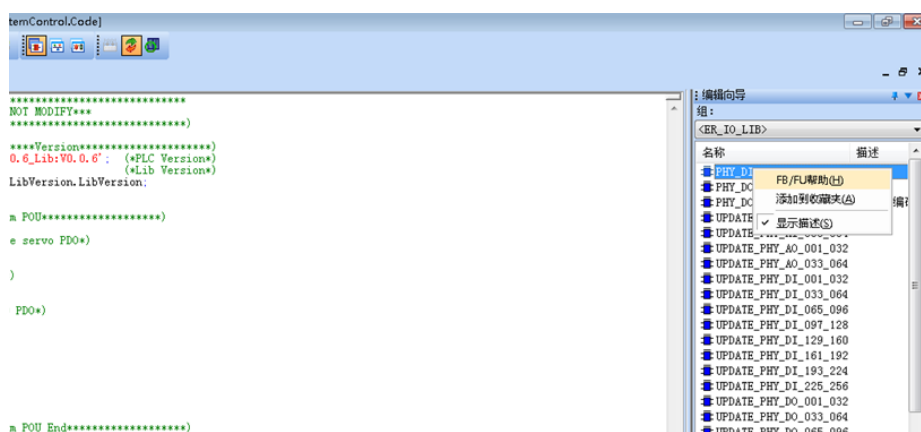 temControl.Code]
****************************
NOT MODIFY***
****************************)
****Version*********************)
0.6_Lib:V0.0.6'; (*PLC Version*)
(*Lib Version*)
LibVersion.LibVersion;
m POU*******************)
e servo PDO*)
)
PDO*)
m POU End*******************)
编辑向导
组:
<ER_IO_LIB>
名称 描述
PHY_DI
PHY_DO
PHY_DO
UPDATE
UPDATE
FB/FU帮助(H)
添加到收藏夹(A)
✓ 显示描述(S)
UPDATE_PHY_AO_001_032
UPDATE_PHY_AO_033_064
UPDATE_PHY_DI_001_032
UPDATE_PHY_DI_033_064
UPDATE_PHY_DI_065_096
UPDATE_PHY_DI_097_128
UPDATE_PHY_DI_129_160
UPDATE_PHY_DI_161_192
UPDATE_PHY_DI_193_224
UPDATE_PHY_DI_225_256
UPDATE_PHY_DO_001_032
UPDATE_PHY_DO_033_064
UPDATE_PHY_DO_065_096